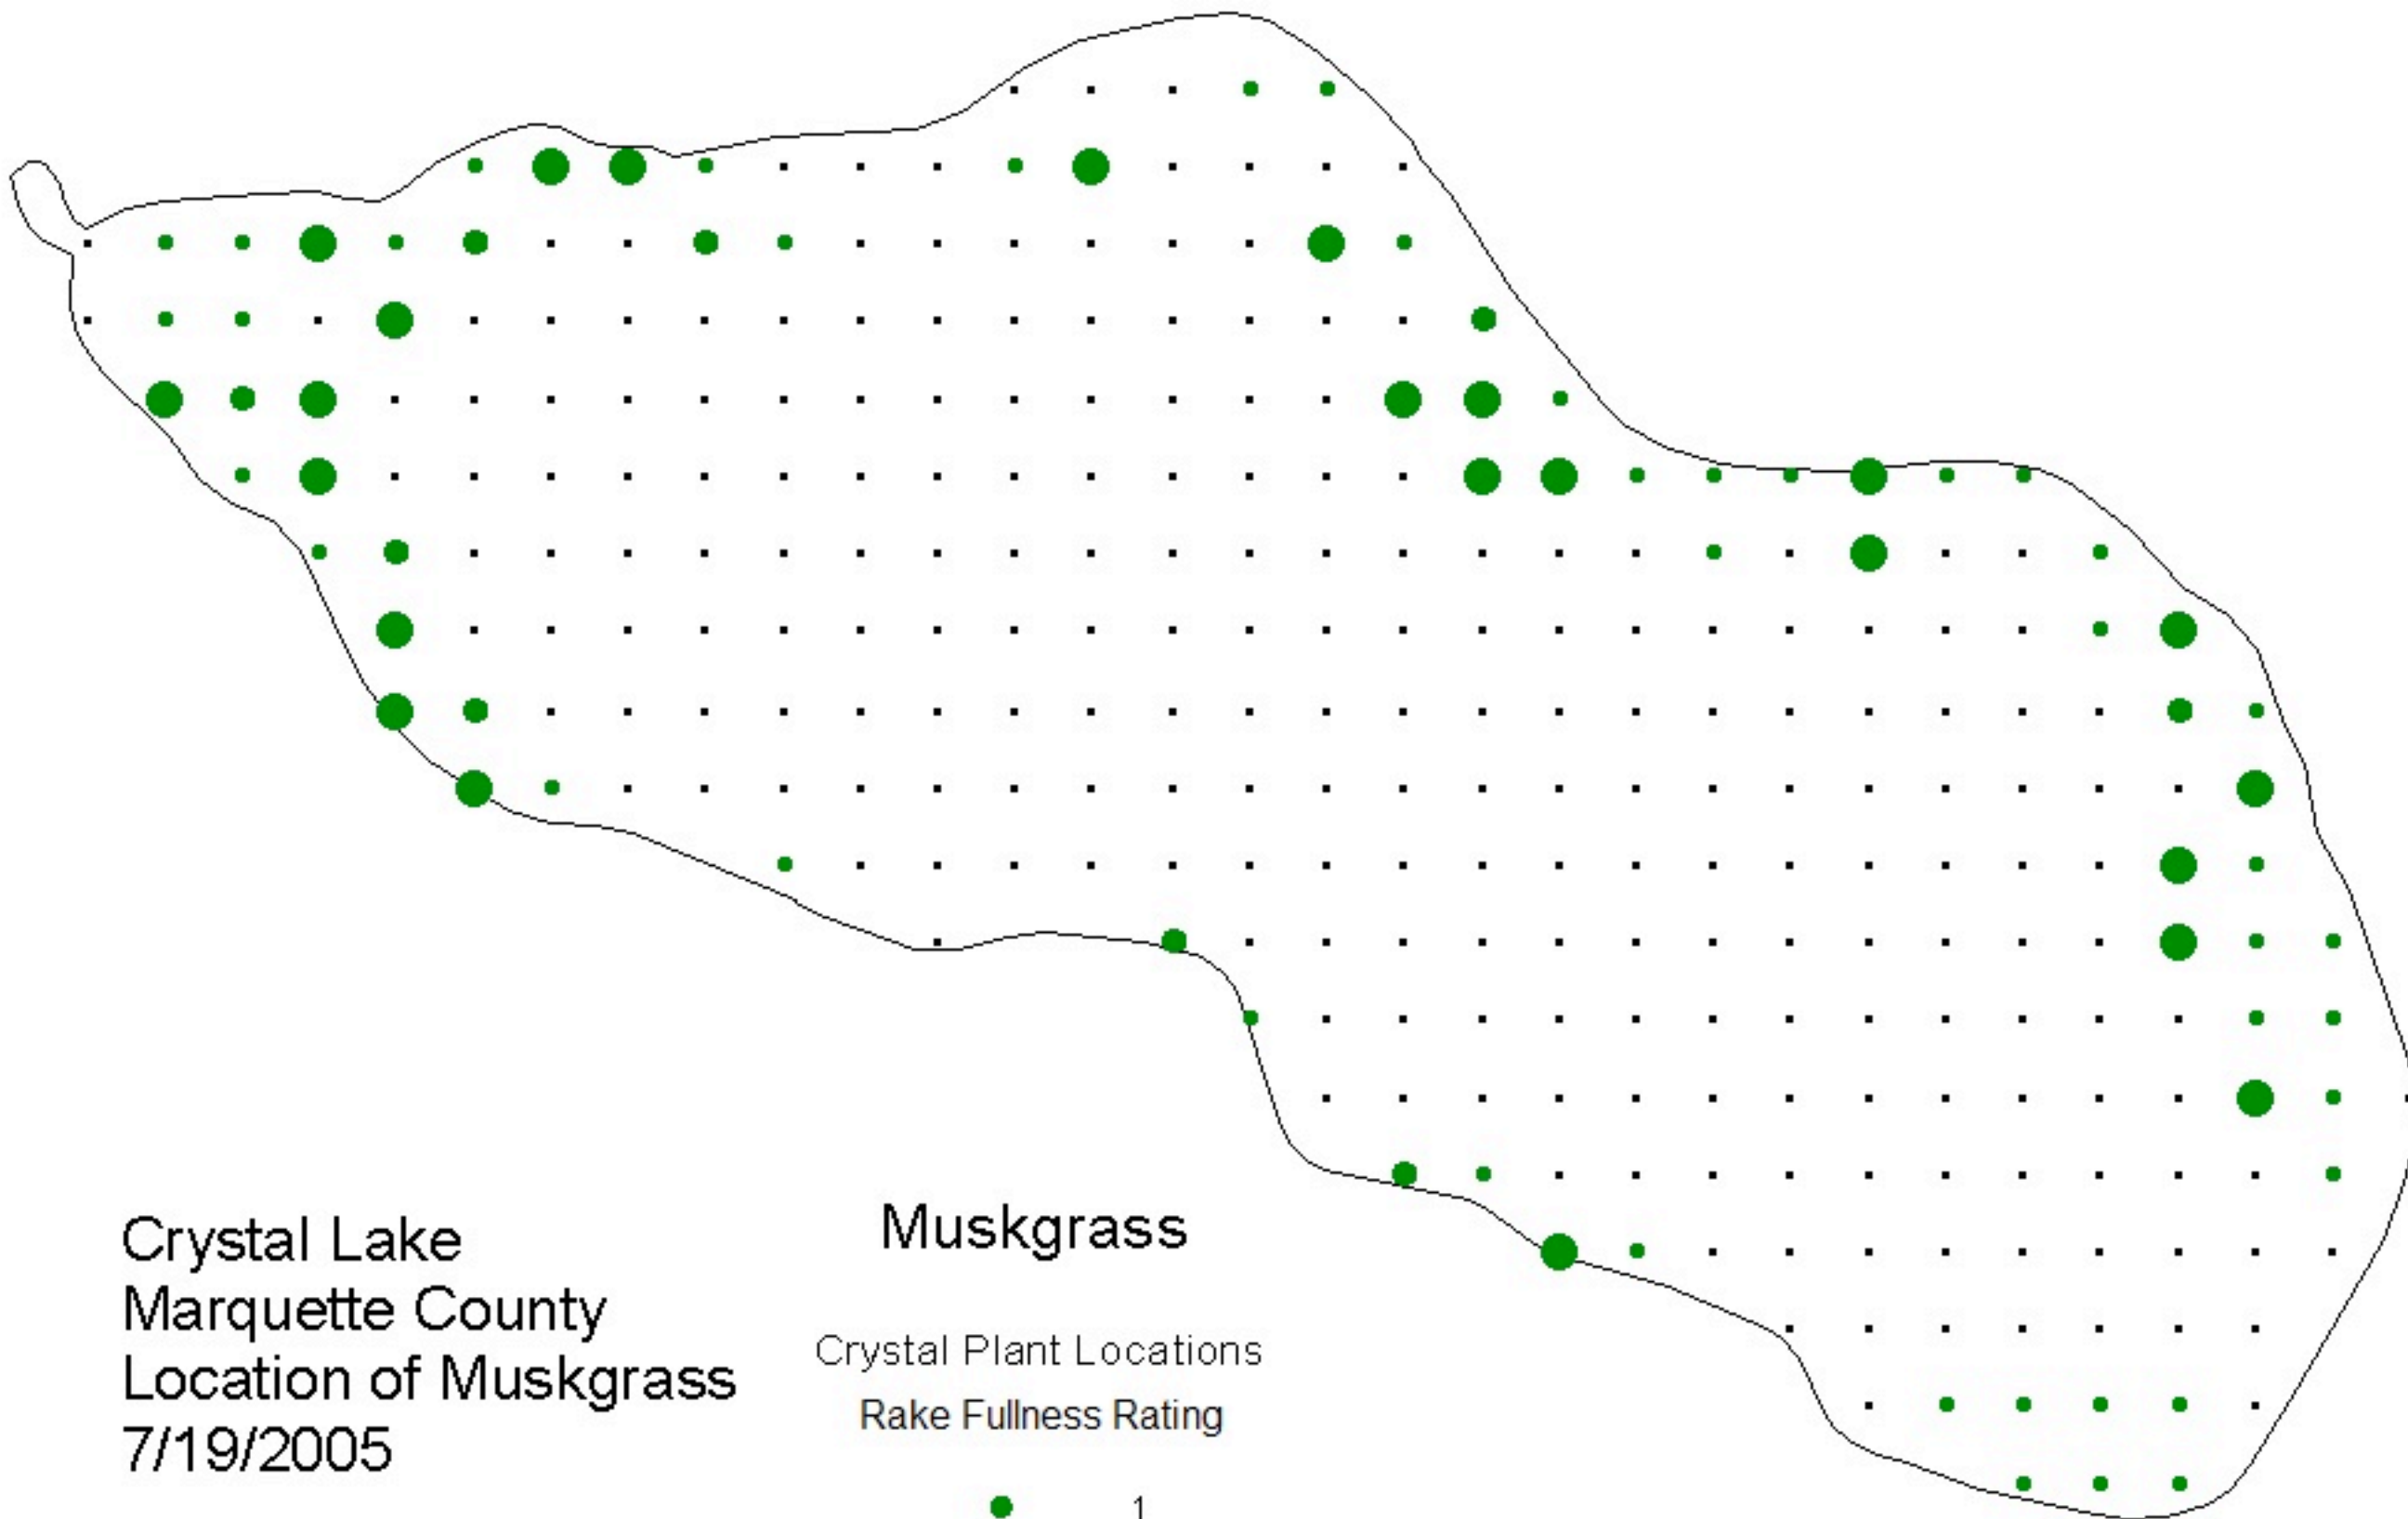 Crystal Lake
Marquette County
Location of Muskgrass
7/19/2005
Muskgrass
Crystal Plant Locations
Rake Fullness Rating
1